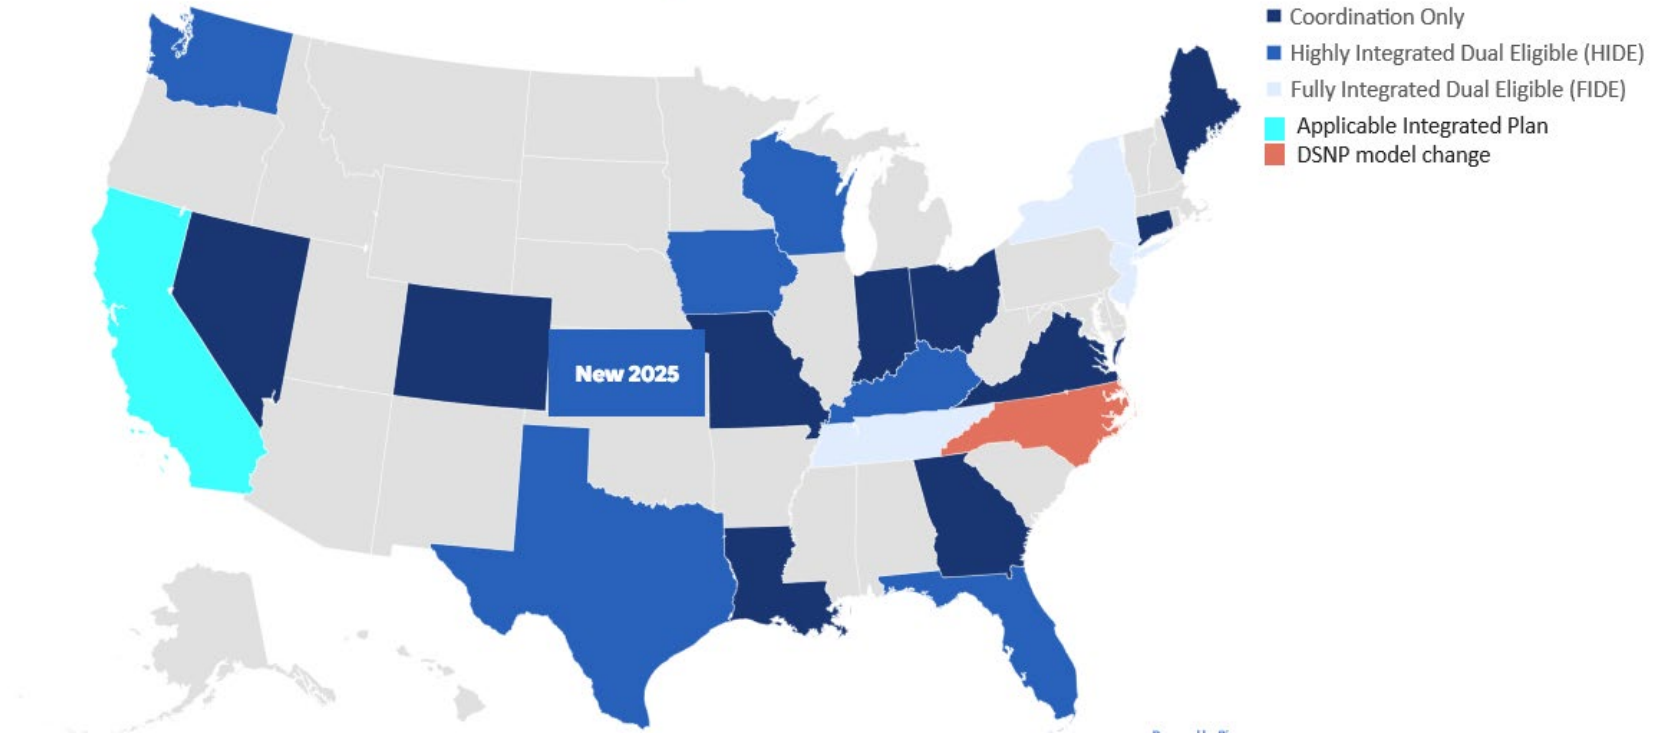 Coordination Only
Highly Integrated Dual Eligible (HIDE)
Fully Integrated Dual Eligible (FIDE)
Applicable Integrated Plan
DSNP model change
New 2025